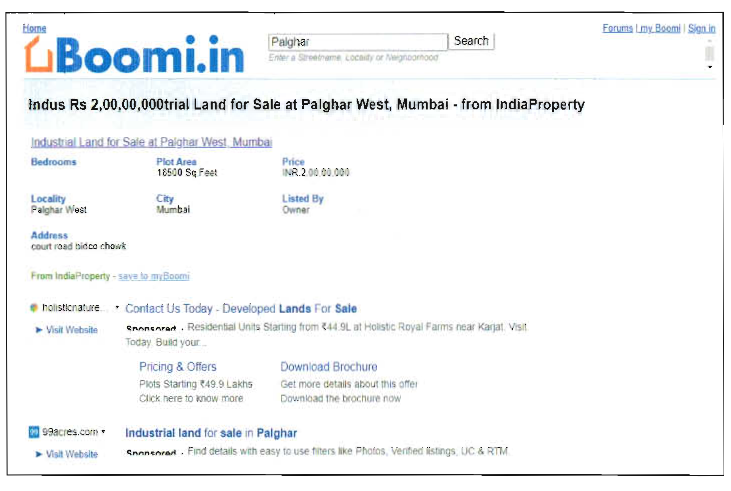 Home
Forums | my Boomi | Sign in
Boomi.in
Palghar Search
Enter a Streetname, Locality or Neighborhood
Indus Rs 2,00,00,000trial Land for Sale at Palghar West, Mumbai - from IndiaProperty
Industrial Land for Sale at Palghar West, Mumbai
Bedrooms Plot Area Price
18500 Sq.Feet INR.2,00,00,000
Locality City Listed By
Palghar West Mumbai Owner
Address
court road bidco chowk
From IndiaProperty - save to myBoomi
holisticnature... Contact Us Today - Developed Lands For Sale
Visit Website Sponsored . Residential Units Starting from ₹44.9L at Holistic Royal Farms near Karjat. Visit
Today. Build your...
Pricing & Offers Download Brochure
Plots Starting ₹49.9 Lakhs Get more details about this offer
Click here to know more Download the brochure now
99 99acres.com Industrial land for sale in Palghar
Visit Website Sponsored . Find details with easy to use filters like Photos, Verified listings, UC & RTM